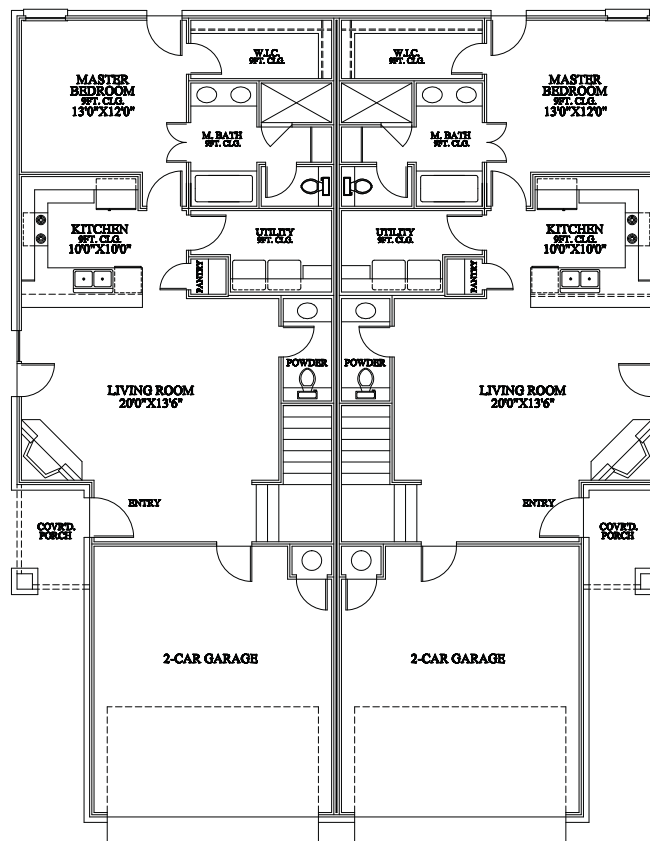 W.I.C.
9FT. CLG.
W.I.C.
9FT. CLG.
MASTER
BEDROOM
9FT. CLG.
13'0"X12'0"
MASTER
BEDROOM
9FT. CLG.
13'0"X12'0"
M. BATH
9FT. CLG.
M. BATH
9FT. CLG.
KITCHEN
9FT. CLG.
10'0"X10'0"
UTILITY
9FT. CLG.
UTILITY
9FT. CLG.
KITCHEN
9FT. CLG.
10'0"X10'0"
PANTRY
PANTRY
POWDER
POWDER
LIVING ROOM
20'0"X13'6"
LIVING ROOM
20'0"X13'6"
ENTRY
ENTRY
COV'R'D.
PORCH
COV'R'D.
PORCH
2-CAR GARAGE
2-CAR GARAGE